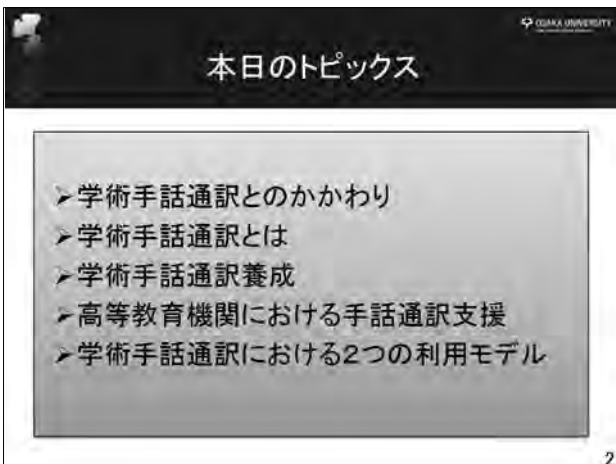 OSAKA UNIVERSITY
本日のトピックス
➢学術手話通訳とのかかわり
➢学術手話通訳とは
➢学術手話通訳養成
➢高等教育機関における手話通訳支援
➢学術手話通訳における2つの利用モデル
2